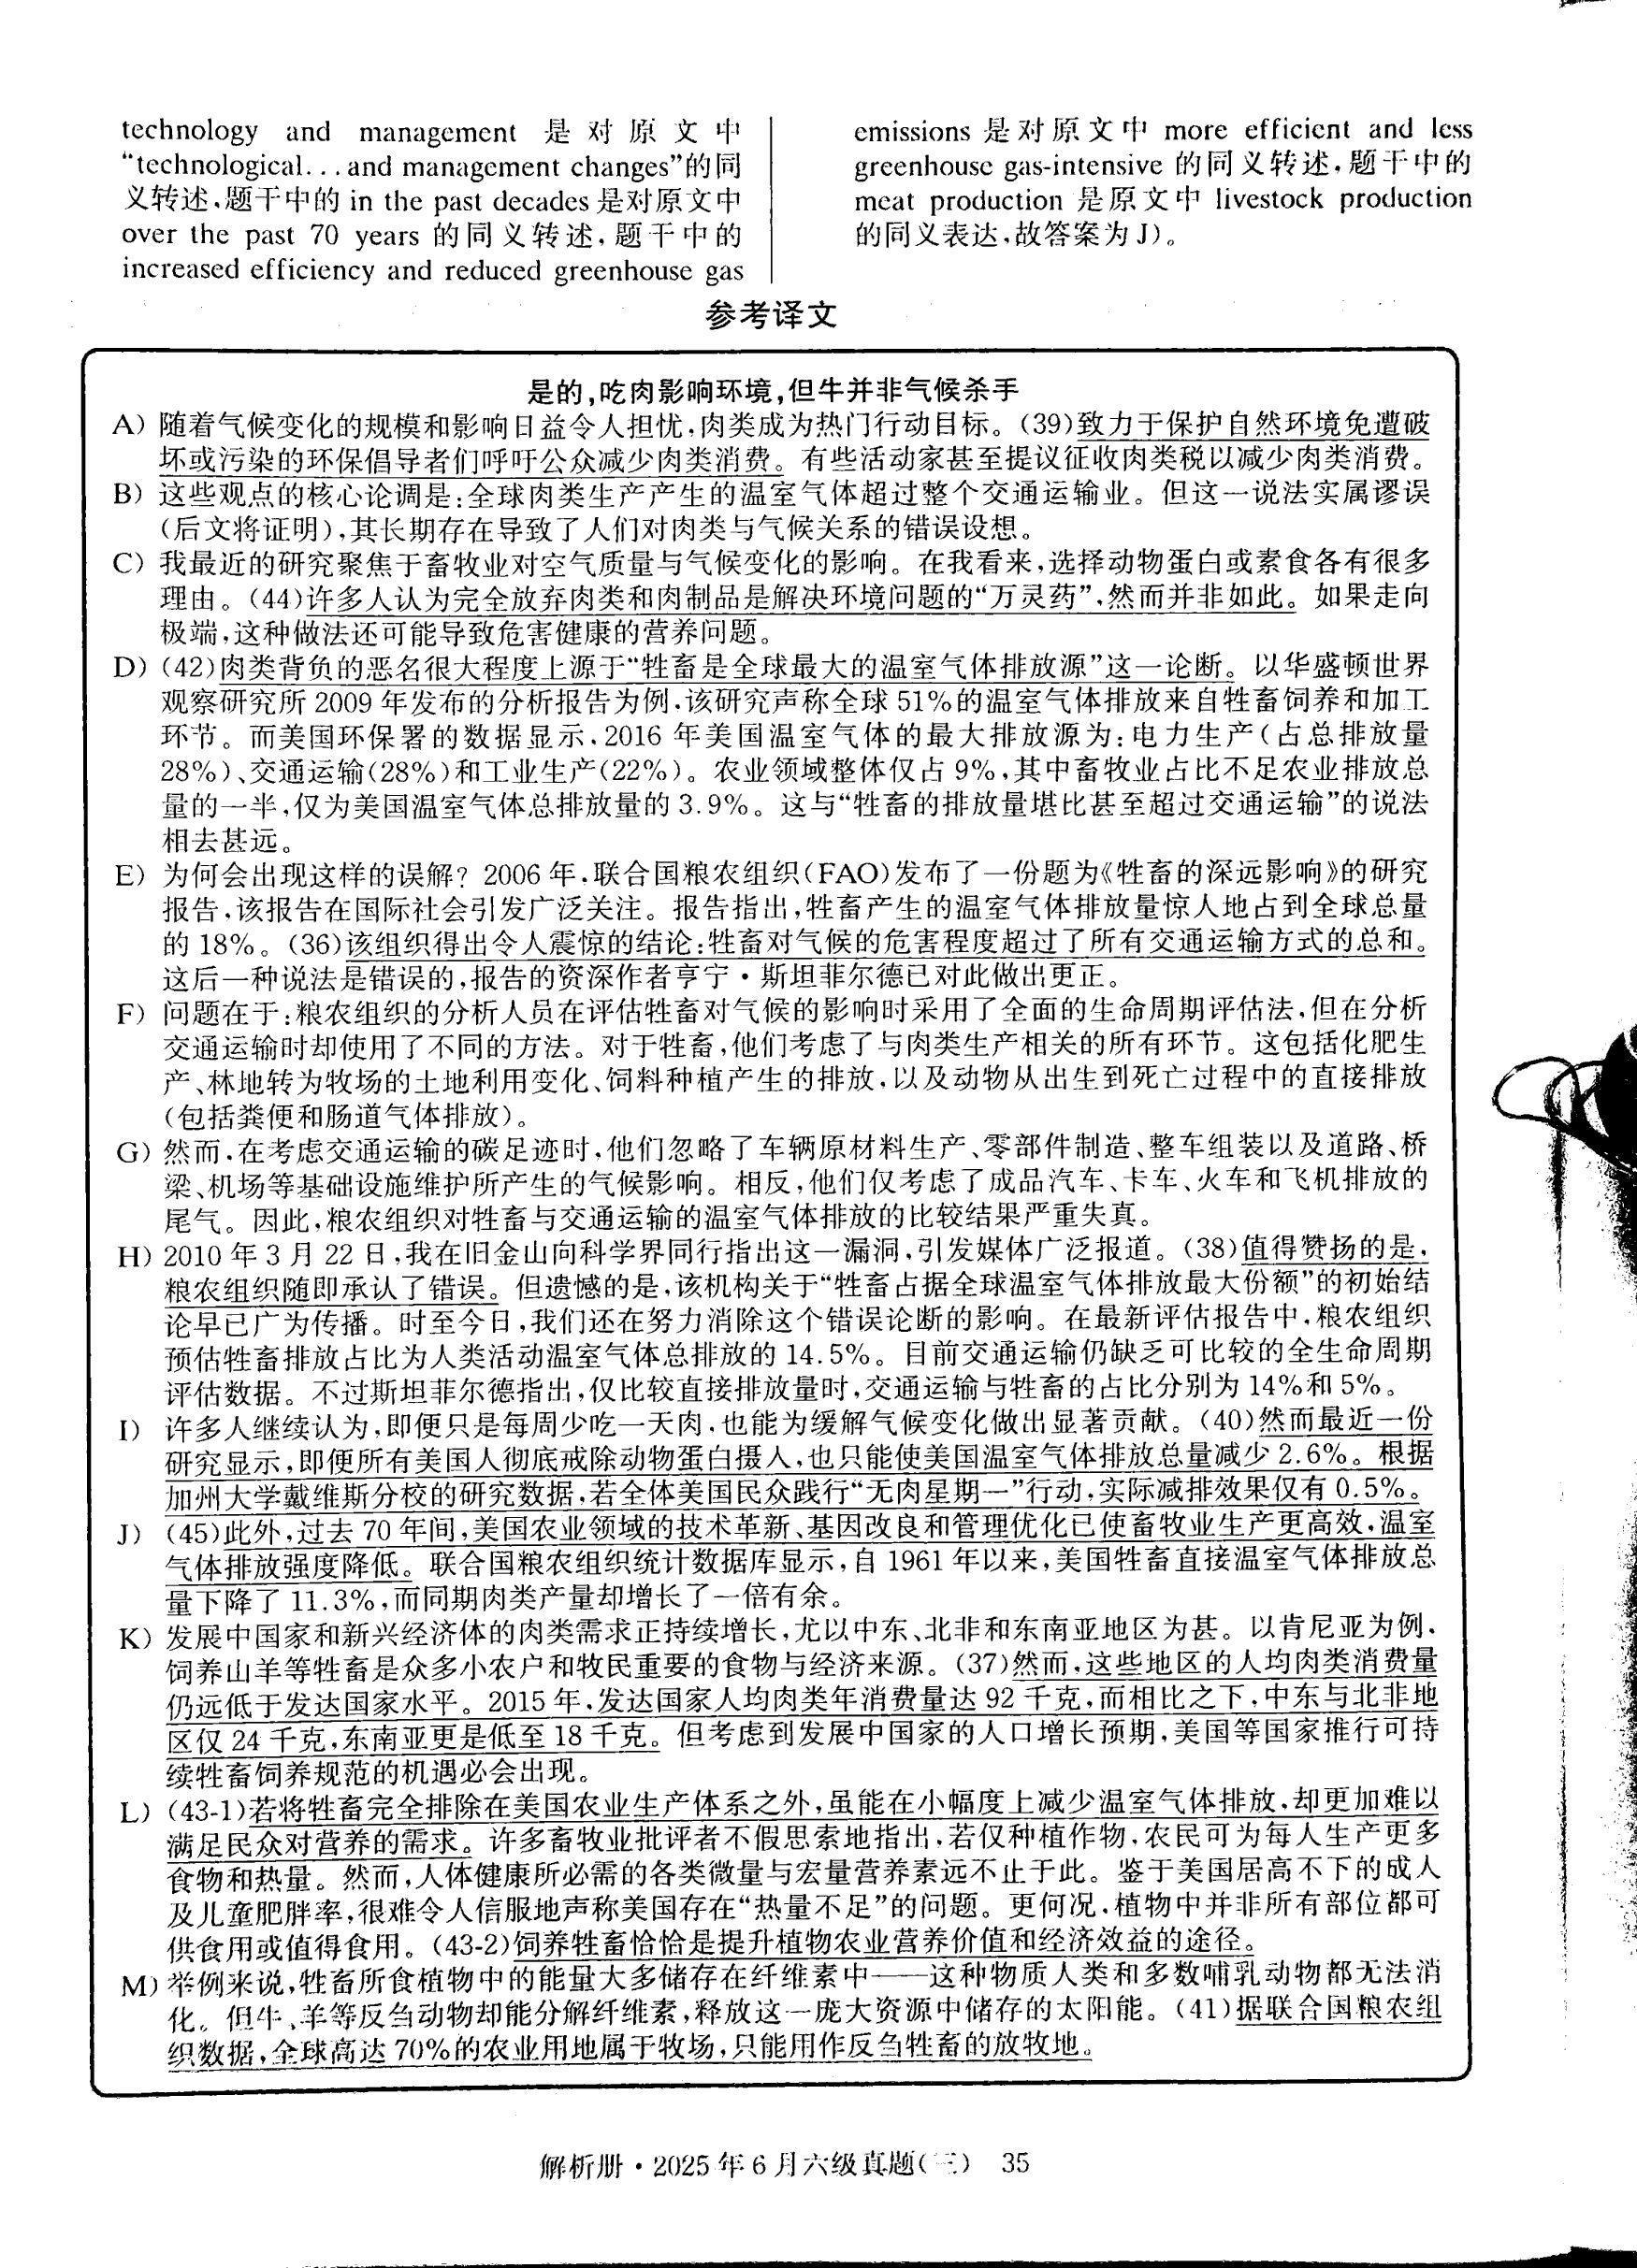 technology and management 是对原文中
“technological...and management changes”的同
义转述,题干中的 in the past decades 是对原文中
over the past 70 years 的同义转述,题干中的
increased efficiency and reduced greenhouse gas
emissions 是对原文中 more efficient and less
greenhouse gas-intensive 的同义转述,题干中的
meat production 是原文中 livestock production
的同义表达,故答案为 J)。
参考译文
是的,吃肉影响环境,但牛并非气候杀手
A) 随着气候变化的规模和影响日益令人担忧,肉类成为热门行动目标。(39)致力于保护自然环境免遭破
坏或污染的环保倡导者们呼吁公众减少肉类消费。有些活动家甚至提议征收肉类税以减少肉类消费。
B) 这些观点的核心论调是:全球肉类生产产生的温室气体超过整个交通运输业。但这一说法实属谬误
(后文将证明),其长期存在导致了人们对肉类与气候关系的错误设想。
C) 我最近的研究聚焦于畜牧业对空气质量与气候变化的影响。在我看来,选择动物蛋白或素食各有很多
理由。(44)许多人认为完全放弃肉类和肉制品是解决环境问题的“万灵药”,然而并非如此。如果走向
极端,这种做法还可能导致危害健康的营养问题。
D) (42)肉类背负的恶名很大程度上源于“牲畜是全球最大的温室气体排放源”这一论断。以华盛顿世界
观察研究所 2009 年发布的分析报告为例,该研究声称全球 51%的温室气体排放来自牲畜饲养和加工
环节。而美国环保署的数据显示,2016 年美国温室气体的最大排放源为:电力生产(占总排放量
28%)、交通运输(28%)和工业生产(22%)。农业领域整体仅占 9%,其中畜牧业占比不足农业排放总
量的一半,仅为美国温室气体总排放量的 3.9%。这与“牲畜的排放量堪比甚至超过交通运输”的说法
相去甚远。
E) 为何会出现这样的误解? 2006 年,联合国粮农组织(FAO)发布了一份题为《牲畜的深远影响》的研究
报告,该报告在国际社会引发广泛关注。报告指出,牲畜产生的温室气体排放量惊人地占到全球总量
的 18%。(36)该组织得出令人震惊的结论:牲畜对气候的危害程度超过了所有交通运输方式的总和。
这后一种说法是错误的,报告的资深作者亨宁·斯坦菲尔德已对此做出更正。
F) 问题在于:粮农组织的分析人员在评估牲畜对气候的影响时采用了全面的生命周期评估法,但在分析
交通运输时却使用了不同的方法。对于牲畜,他们考虑了与肉类生产相关的所有环节。这包括化肥生
产、林地转为牧场的土地利用变化、饲料种植产生的排放,以及动物从出生到死亡过程中的直接排放
(包括粪便和肠道气体排放)。
G) 然而,在考虑交通运输的碳足迹时,他们忽略了车辆原材料生产、零部件制造、整车组装以及道路、桥
梁、机场等基础设施维护所产生的气候影响。相反,他们仅考虑了成品汽车、卡车、火车和飞机排放的
尾气。因此,粮农组织对牲畜与交通运输的温室气体排放的比较结果严重失真。
H) 2010 年 3 月 22 日,我在旧金山向科学界同行指出这一漏洞,引发媒体广泛报道。(38)值得赞扬的是,
粮农组织随即承认了错误。但遗憾的是,该机构关于“牲畜占据全球温室气体排放最大份额”的初始结
论早已广为传播。时至今日,我们还在努力消除这个错误论断的影响。在最新评估报告中,粮农组织
预估牲畜排放占比为人类活动温室气体总排放的 14.5%。目前交通运输仍缺乏可比较的全生命周期
评估数据。不过斯坦菲尔德指出,仅比较直接排放量时,交通运输与牲畜的占比分别为 14%和 5%。
I) 许多人继续认为,即便只是每周少吃一天肉,也能为缓解气候变化做出显著贡献。(40)然而最近一份
研究显示,即便所有美国人彻底戒除动物蛋白摄入,也只能使美国温室气体排放总量减少 2.6%。根据
加州大学戴维斯分校的研究数据,若全体美国民众践行“无肉星期一”行动,实际减排效果仅有 0.5%。
J) (45)此外,过去 70 年间,美国农业领域的技术革新、基因改良和管理优化已使畜牧业生产更高效,温室
气体排放强度降低。联合国粮农组织统计数据库显示,自 1961 年以来,美国牲畜直接温室气体排放总
量下降了 11.3%,而同期肉类产量却增长了一倍有余。
K) 发展中国家和新兴经济体的肉类需求正持续增长,尤以中东、北非和东南亚地区为甚。以肯尼亚为例,
饲养山羊等牲畜是众多小农户和牧民重要的食物与经济来源。(37)然而,这些地区的人均肉类消费量
仍远低于发达国家水平。2015 年,发达国家人均肉类年消费量达 92 千克,而相比之下,中东与北非地
区仅 24 千克,东南亚更是低至 18 千克。但考虑到发展中国家的人口增长预期,美国等国家推行可持
续牲畜饲养规范的机遇必会出现。
L) (43-1)若将牲畜完全排除在美国农业生产体系之外,虽能在小幅度上减少温室气体排放,却更加难以
满足民众对营养的需求。许多畜牧业批评者不假思索地指出,若仅种植作物,农民可为每人生产更多
食物和热量。然而,人体健康所必需的各类微量与宏量营养素远不止于此。鉴于美国居高不下的成人
及儿童肥胖率,很难令人信服地声称美国存在“热量不足”的问题。更何况,植物中并非所有部位都可
供食用或值得食用。(43-2)饲养牲畜恰恰是提升植物农业营养价值和经济效益的途径。
M) 举例来说,牲畜所食植物中的能量大多储存在纤维素中——这种物质人类和多数哺乳动物都无法消
化。但牛、羊等反刍动物却能分解纤维素,释放这一庞大资源中储存的太阳能。(41)据联合国粮农组
织数据,全球高达 70%的农业用地属于牧场,只能用作反刍牲畜的放牧地。
解析册·2025 年 6 月六级真题(三) 35